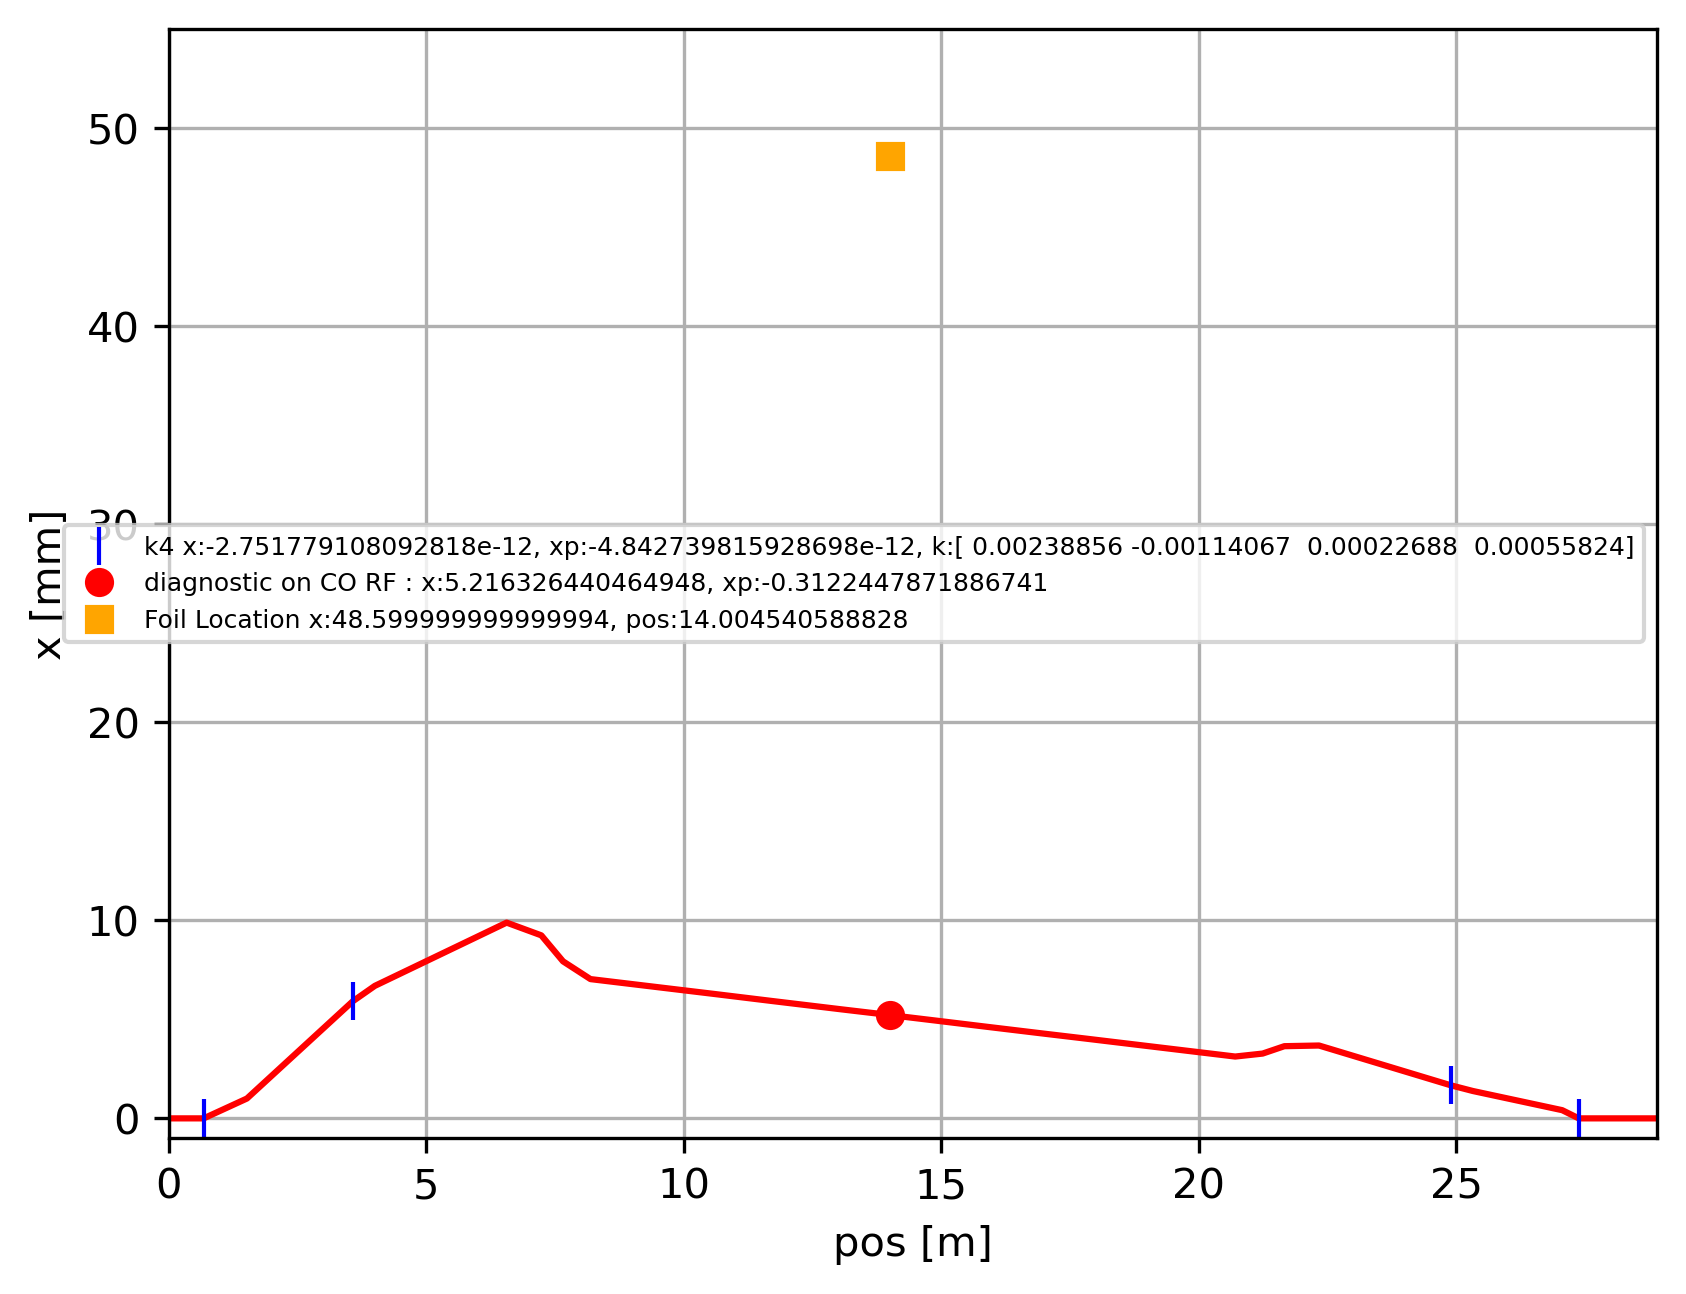 50
40
30
k4 x:-2.751779108092818e-12, xp:-4.842739815928698e-12, k:[ 0.00238856 -0.00114067  0.00022688  0.00055824]
diagnostic on CO RF : x:5.216326440464948, xp:-0.3122447871886741
Foil Location x:48.599999999999994, pos:14.004540588828
x [mm]
20
10
0
0 5 10 15 20 25
pos [m]